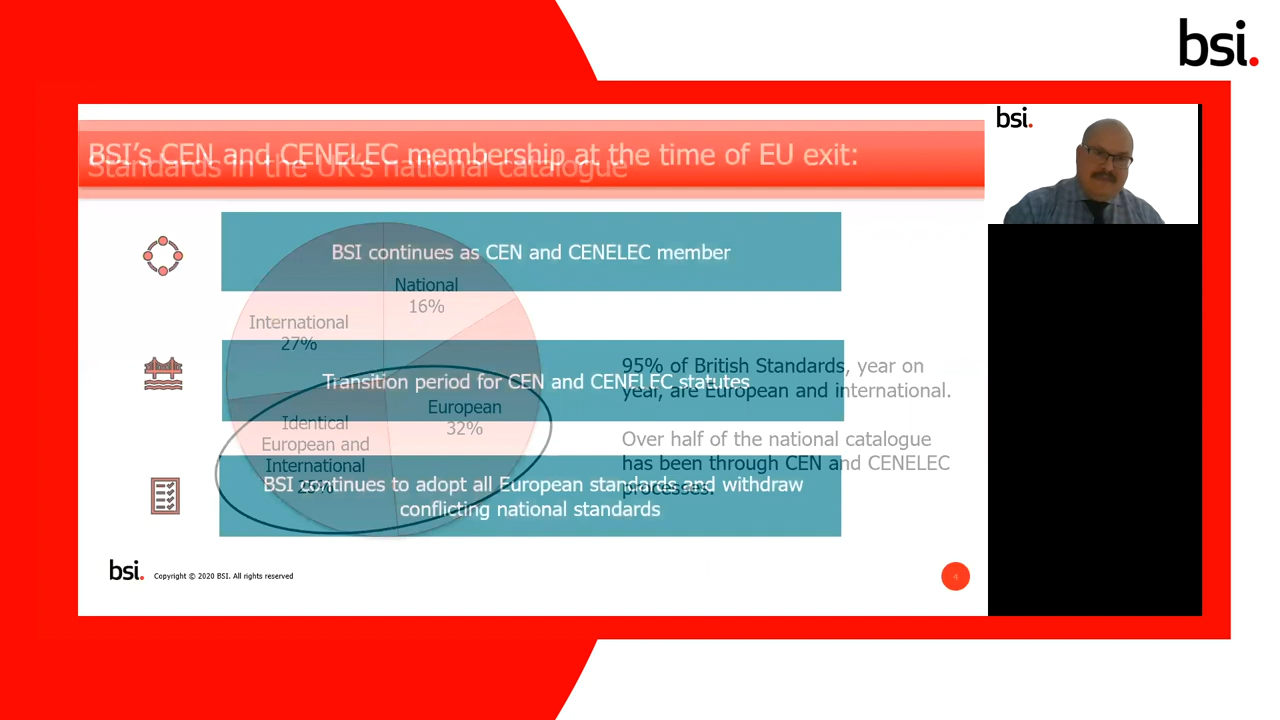 bsi.
bsi.
BSI's CEN and CENELEC membership at the time of EU exit:
Standards in the UK's national catalogue
BSI continues as CEN and CENELEC member
National
16%
International
27%
Transition period for CEN and CENELEC statutes
95% of British Standards, year on
year, are European and international.
European
32%
Identical
European and
International
25%
Over half of the national catalogue
has been through CEN and CENELEC
processes.
BSI continues to adopt all European standards and withdraw
conflicting national standards
bsi.
Copyright © 2020 BSI. All rights reserved
4